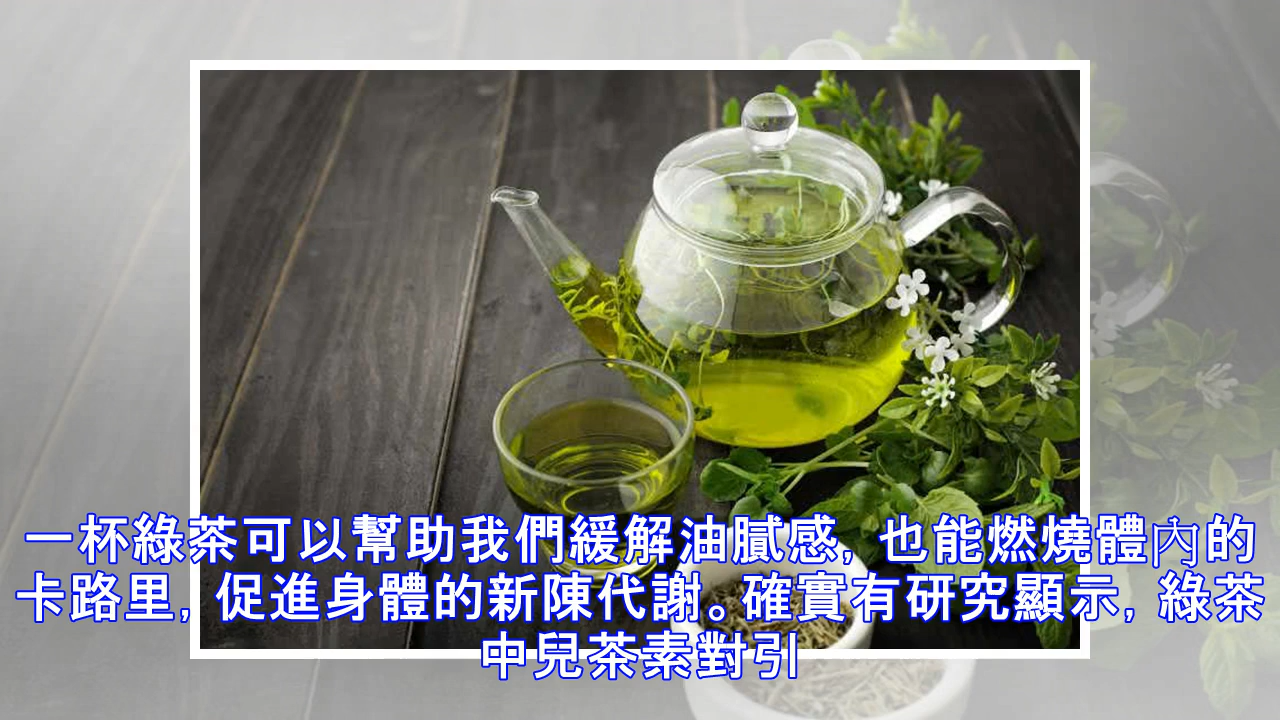 一杯綠茶可以幫助我們緩解油膩感, 也能燃燒體內的
卡路里, 促進身體的新陳代謝。確實有研究顯示, 綠茶
中兒茶素對引